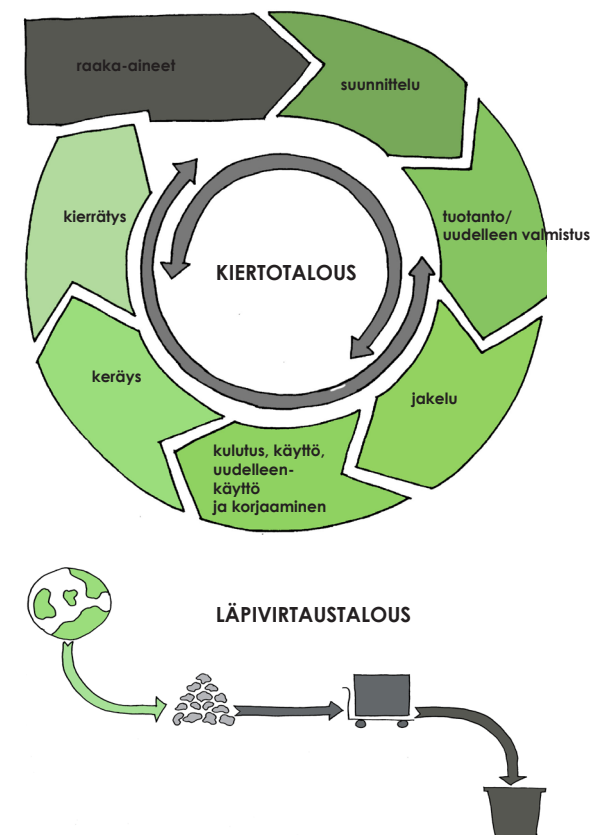 raaka-aineet
suunnittelu
kierrätys
tuotanto/
uudelleen valmistus
KIERTOTALOUS
keräys
jakelu
kulutus, käyttö,
uudelleen-
käyttö
ja korjaaminen
LÄPIVIRTAUSTALOUS